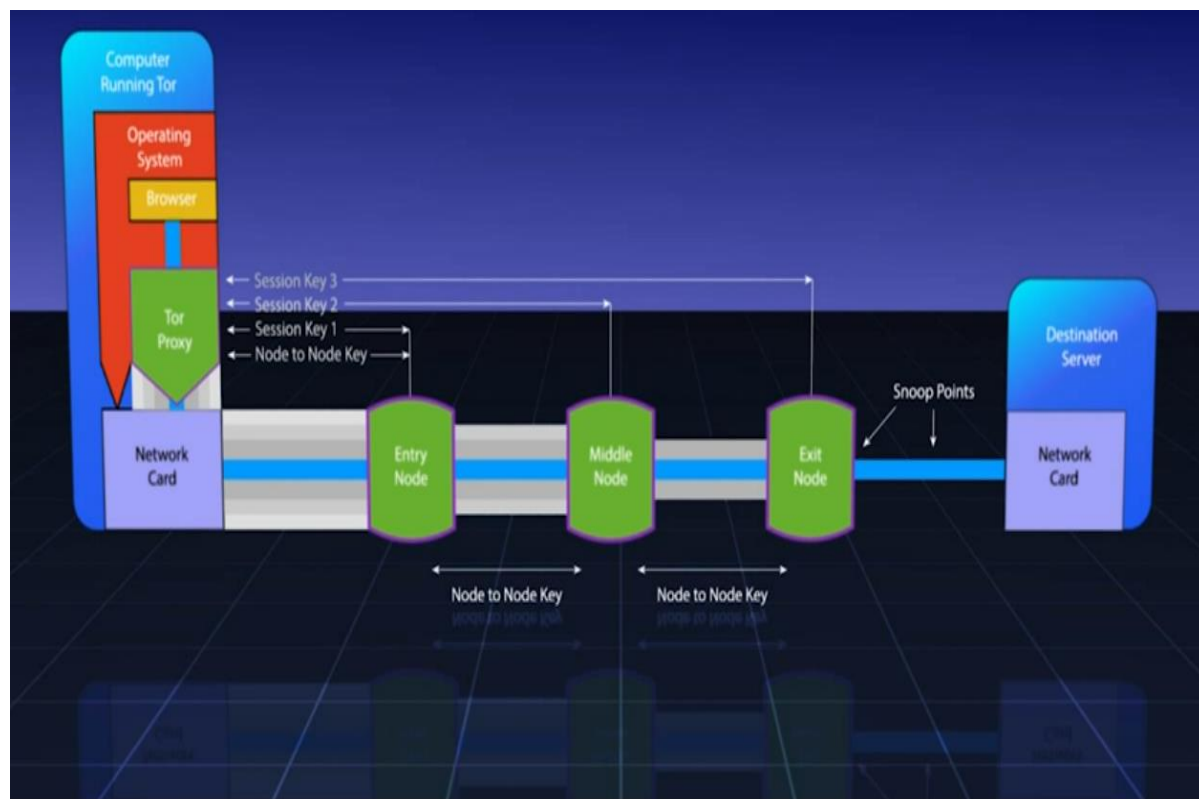 Computer
Running Tor
Operating
System
Browser
Tor
Proxy
Network
Card
Session Key 3
Session Key 2
Session Key 1
Node to Node Key
Entry
Node
Middle
Node
Exit
Node
Snoop Points
Destination
Server
Network
Card
Node to Node Key
Node to Node Key